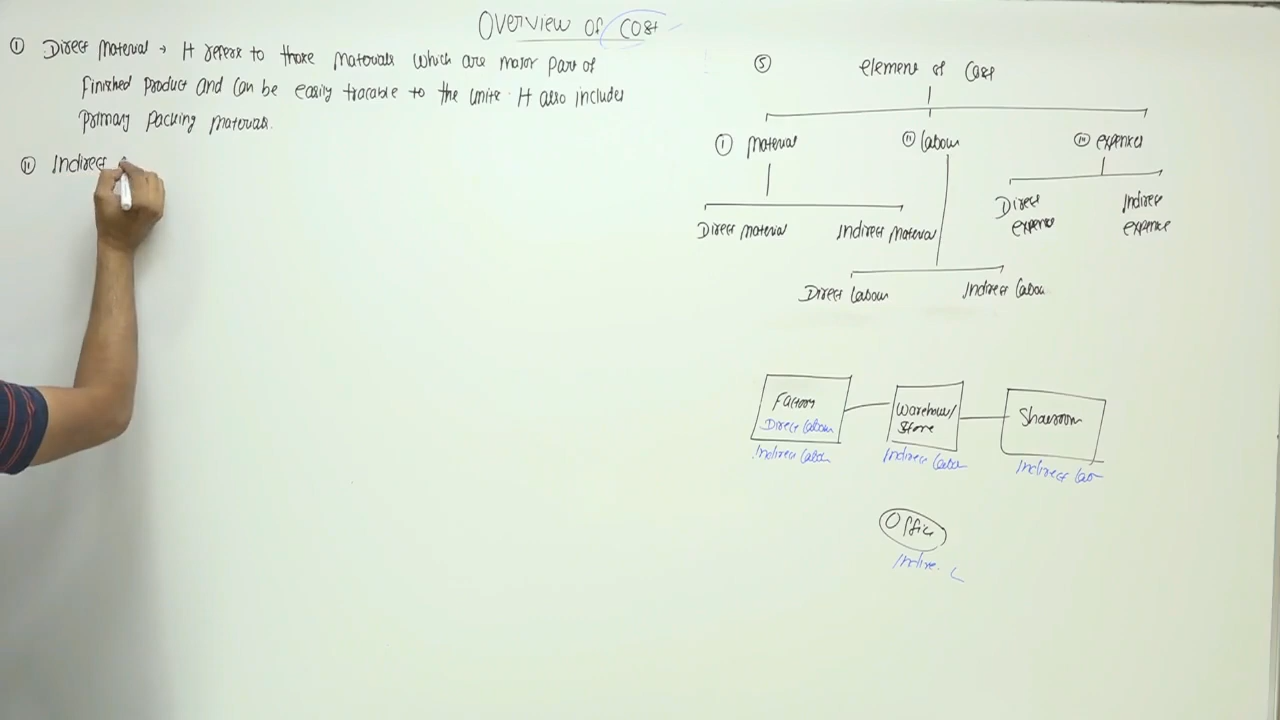 Overview of Cost
① Direct Material → It refers to those Materials which are major part of
Finished Product and can be easily tracable to the units. It also includes
Primary Packing Materials.
② Indirect
⑤ element of Cost
① Material
② Labour
③ expenses
Direct Material
Indirect Material
Direct expense
Indirect expense
Direct Labour
Indirect Labou
Factory
Direct Labour
Indirect Labou
Warehouse/
Store
Indirect Labou
Showroom
Indirect Lab
Office
Indire. L